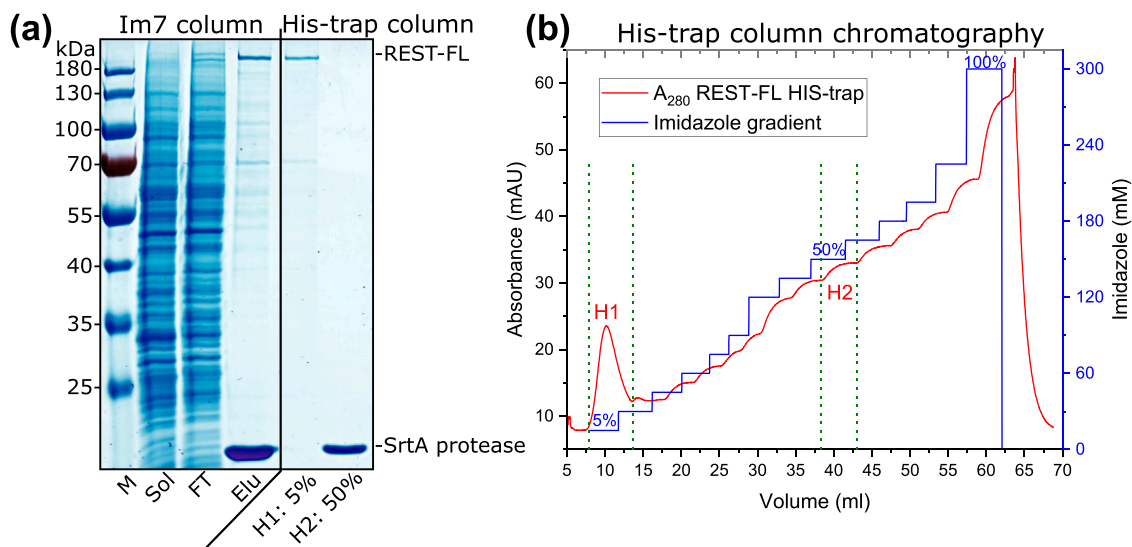 (a)
Im7 column
His-trap column
kDa
180
130
100
70
55
40
35
25
-REST-FL
-SrtA protease
M
Sol
FT
Elu
H1: 5%
H2: 50%
(b)
His-trap column chromatography
A280 REST-FL HIS-trap
Imidazole gradient
100%
50%
5%
H1
H2
Absorbance (mAU)
60
50
40
30
20
10
Imidazole (mM)
300
240
180
120
60
0
5 10 15 20 25 30 35 40 45 50 55 60 65 70
Volume (ml)